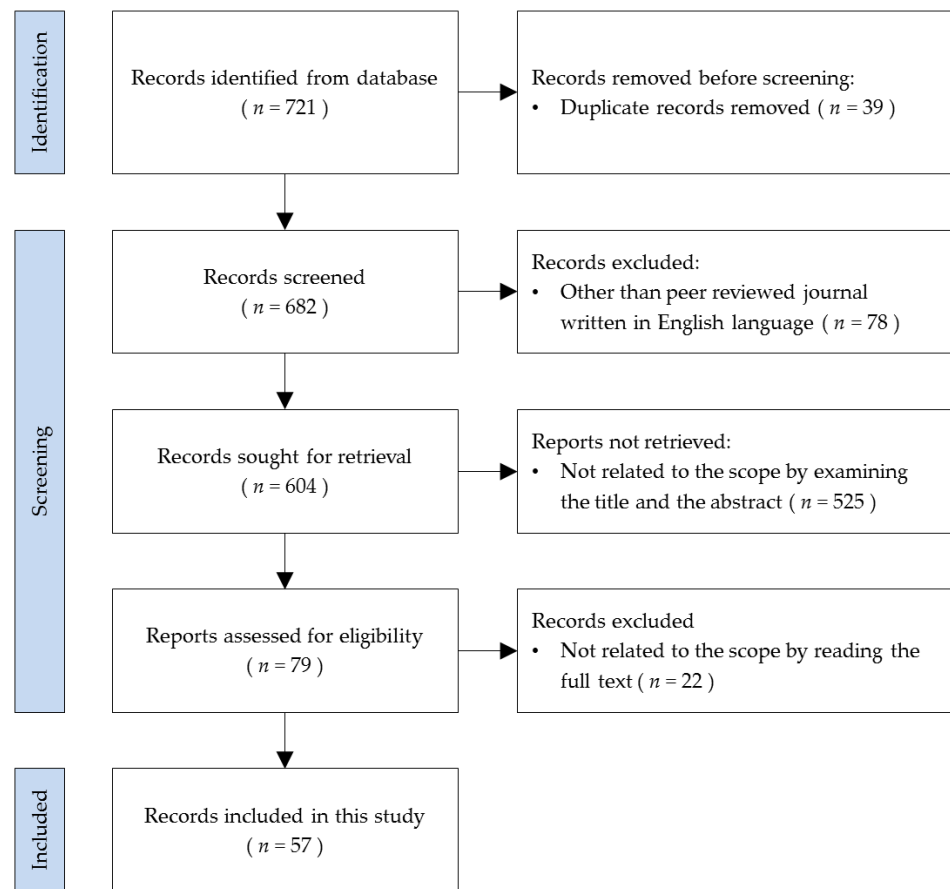 Identification
Records identified from database
( n = 721 )
Records removed before screening:
• Duplicate records removed ( n = 39 )
Screening
Records screened
( n = 682 )
Records excluded:
• Other than peer reviewed journal
written in English language ( n = 78 )
Records sought for retrieval
( n = 604 )
Reports not retrieved:
• Not related to the scope by examining
the title and the abstract ( n = 525 )
Reports assessed for eligibility
( n = 79 )
Records excluded
• Not related to the scope by reading the
full text ( n = 22 )
Included
Records included in this study
( n = 57 )